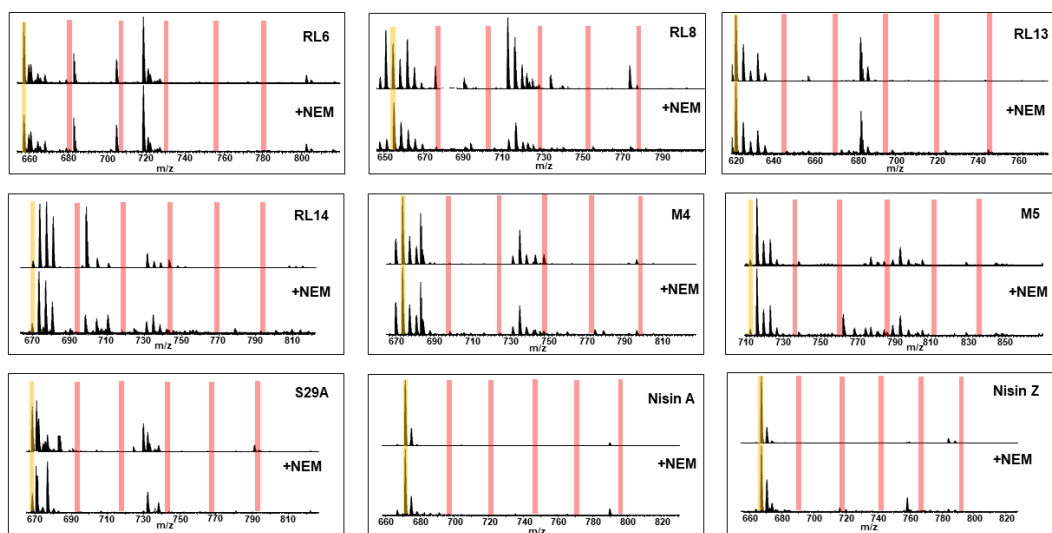 RL6
+NEM
660 680 700 720 740 760 780 800
m/z
RL8
+NEM
650 670 690 710 730 750 770 790
m/z
RL13
+NEM
620 640 660 680 700 720 740 760
m/z
RL14
+NEM
670 690 710 730 750 770 790 810
m/z
M4
+NEM
670 690 710 730 750 770 790 810
m/z
M5
+NEM
710 730 750 770 790 810 830 850
m/z
S29A
+NEM
670 690 710 730 750 770 790 810
m/z
Nisin A
+NEM
660 680 700 720 740 760 780 800 820
m/z
Nisin Z
+NEM
660 680 700 720 740 760 780 800 820
m/z